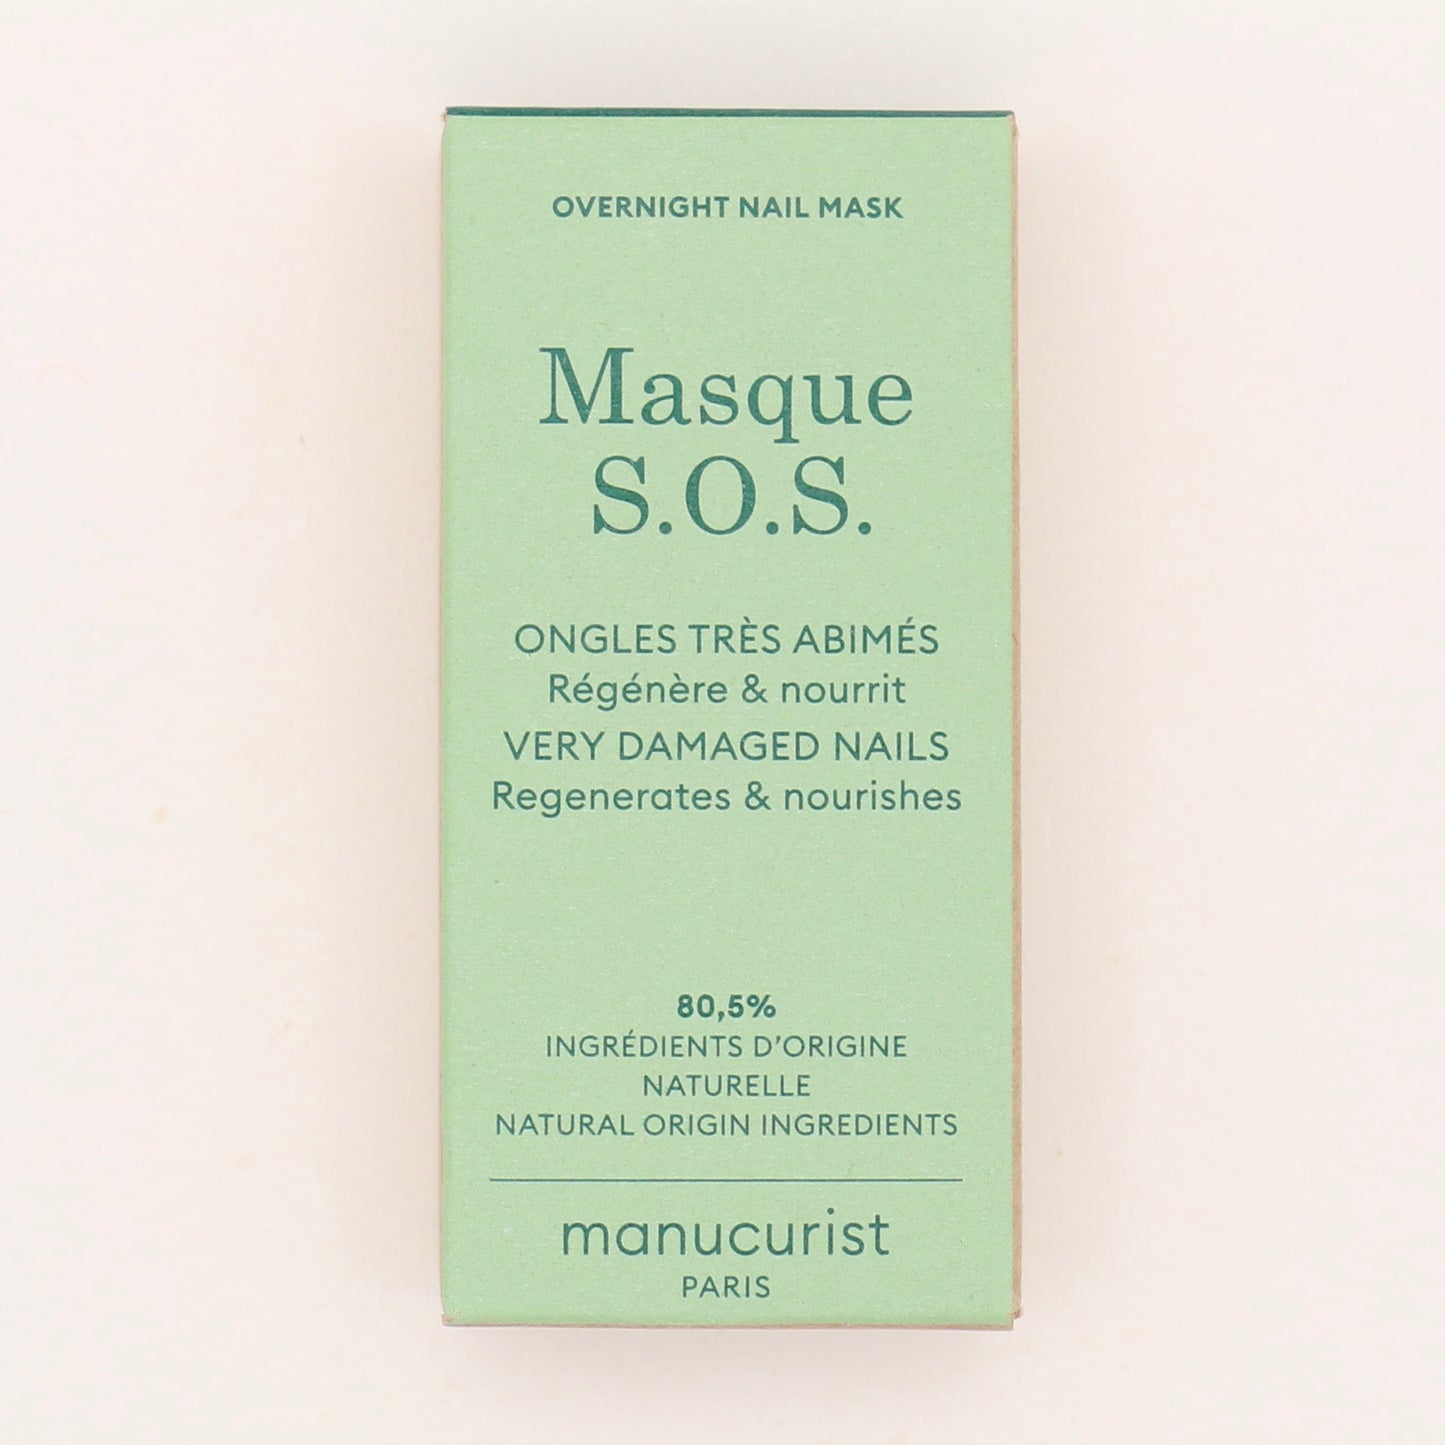 OVERNIGHT NAIL MASK
Masque
S.O.S.
ONGLES TRÈS ABIMÉS
Régénère & nourrit
VERY DAMAGED NAILS
Regenerates & nourishes
80,5%
INGRÉDIENTS D'ORIGINE
NATURELLE
NATURAL ORIGIN INGREDIENTS
manucurist
PARIS